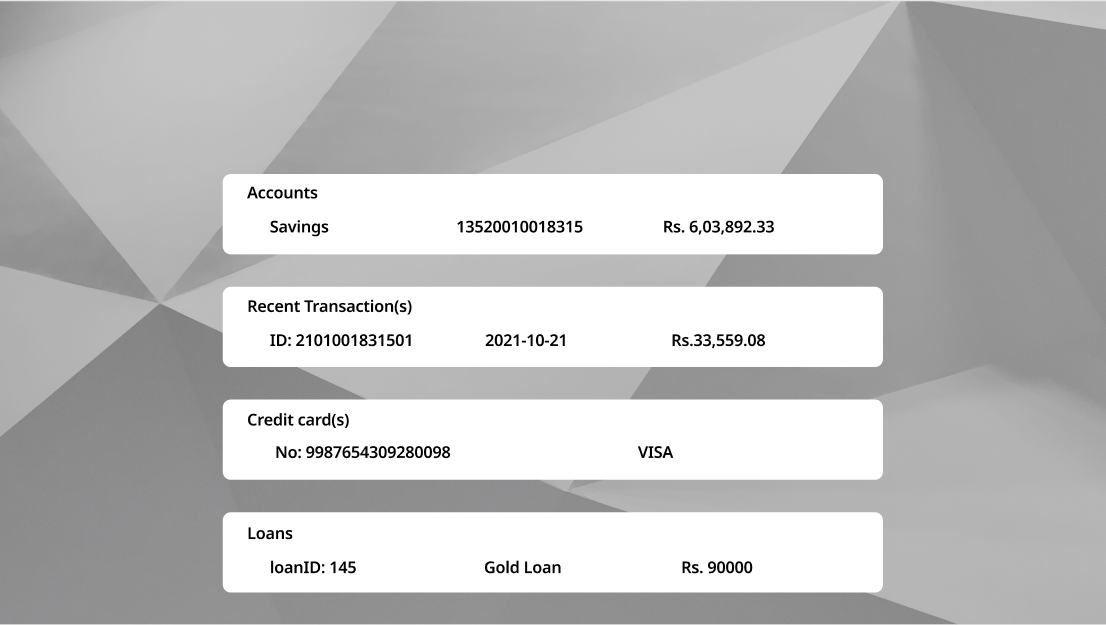 Accounts
Savings 13520010018315 Rs. 6,03,892.33
Recent Transaction(s)
ID: 2101001831501 2021-10-21 Rs.33,559.08
Credit card(s)
No: 9987654309280098 VISA
Loans
loanID: 145 Gold Loan Rs. 90000